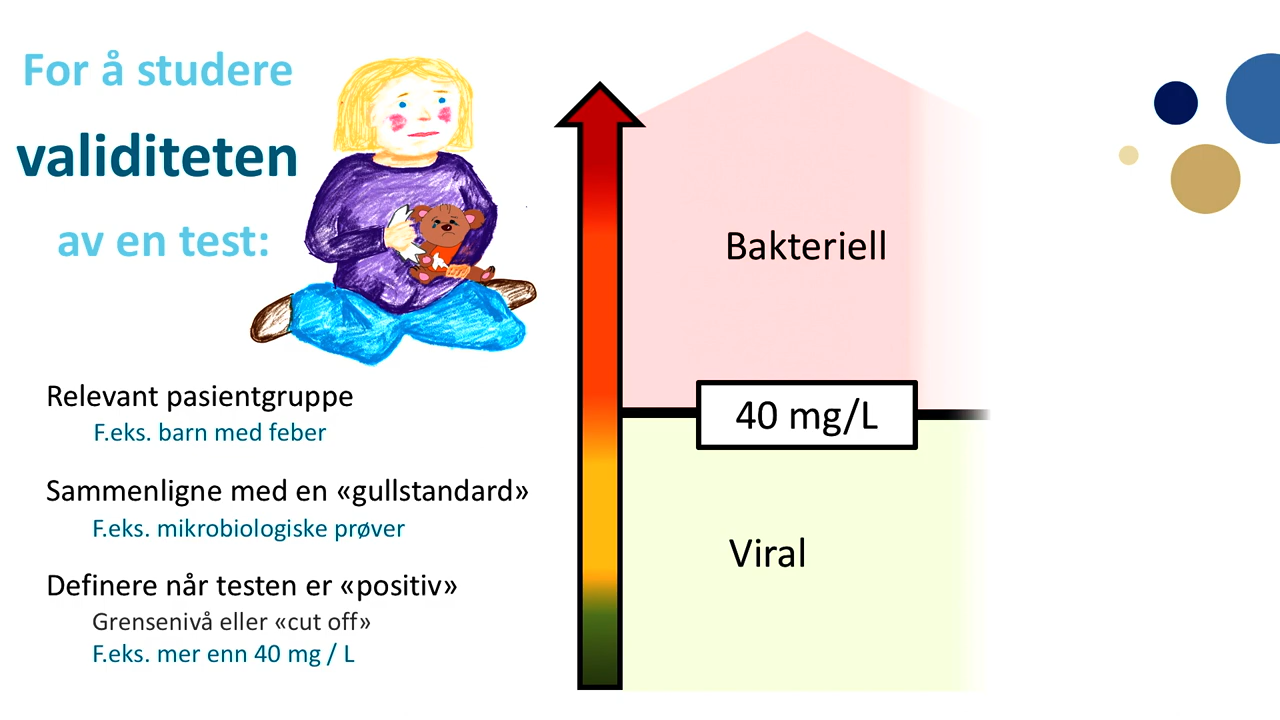 For å studere
validiteten
av en test:
Relevant pasientgruppe
F.eks. barn med feber
Sammenligne med en «gullstandard»
F.eks. mikrobiologiske prøver
Definere når testen er «positiv»
Grensenivå eller «cut off»
F.eks. mer enn 40 mg / L
Bakteriell
40 mg/L
Viral